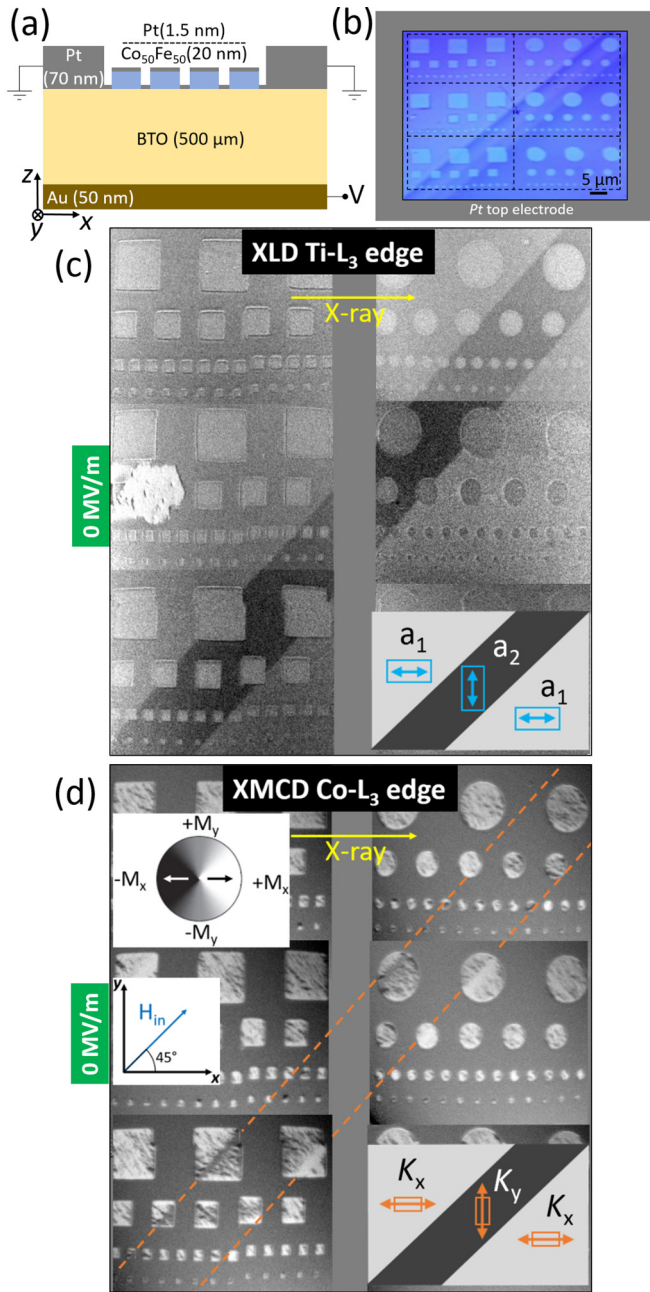 (a)
Pt(1.5 nm)
Pt
(70 nm)
Co50Fe50(20 nm)
BTO (500 μm)
z
Au (50 nm)
V
y
x
(b)
5 μm
Pt top electrode
(c)
XLD Ti-L3 edge
X-ray
0 MV/m
a1
a2
a1
(d)
XMCD Co-L3 edge
X-ray
+My
-Mx
+Mx
-My
0 MV/m
y
Hin
45°
x
Kx
Ky
Kx